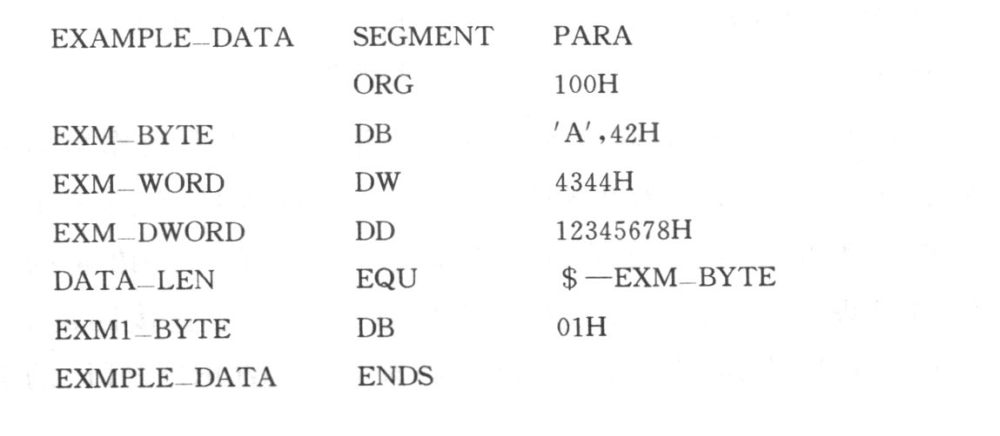 EXAMPLE_DATA SEGMENT PARA
ORG 100H
EXM_BYTE DB 'A',42H
EXM_WORD DW 4344H
EXM_DWORD DD 12345678H
DATA_LEN EQU $—EXM_BYTE
EXM1_BYTE DB 01H
EXMPLE_DATA ENDS